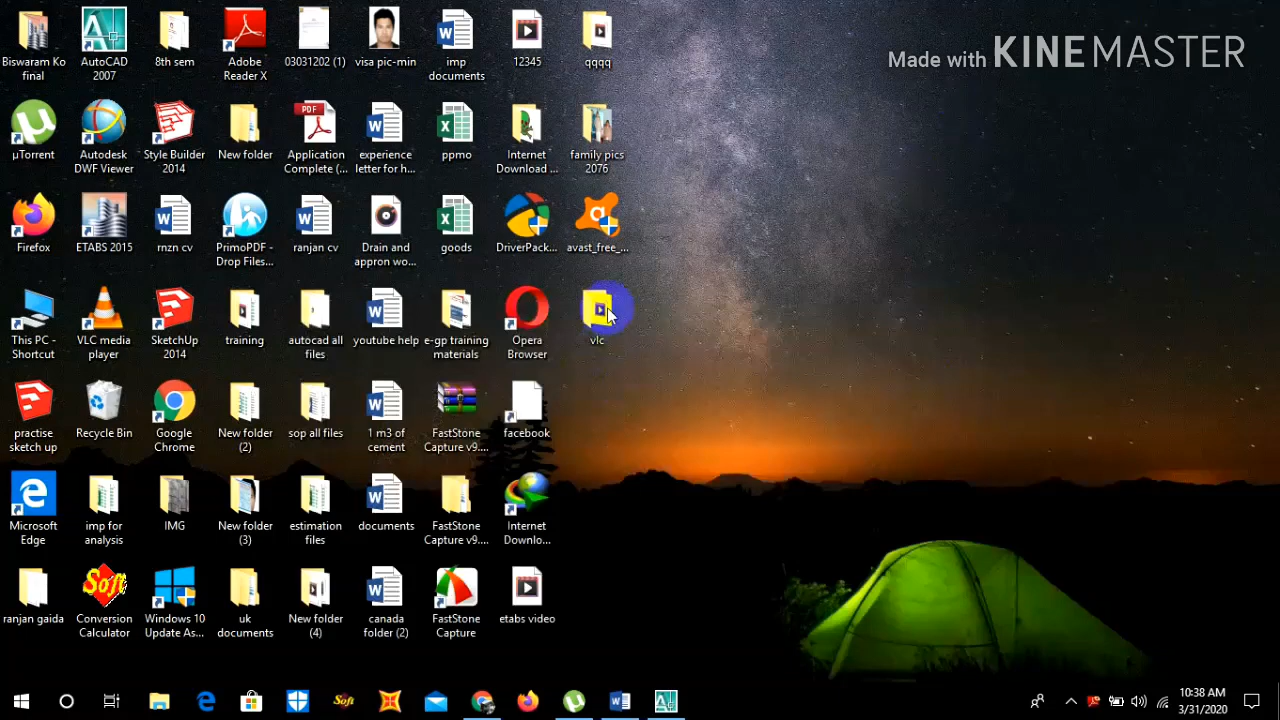 Made with KINEMASTER
Biswaram Ko
final
AutoCAD
2007
8th sem
Adobe
Reader X
03031202 (1)
visa pic-min
imp
documents
12345
qqqq
µTorrent
Autodesk
DWF Viewer
Style Builder
2014
New folder
PDF
Application
Complete (...
experience
letter for h...
ppmo
Internet
Download ...
family pics
2076
Firefox
ETABS 2015
rnzn cv
PrimoPDF -
Drop Files...
ranjan cv
Drain and
appron wo...
goods
DriverPack...
avast_free_...
This PC -
Shortcut
VLC media
player
SketchUp
2014
training
autocad all
files
youtube help
e-gp training
materials
Opera
Browser
vlc
practise
sketch up
Recycle Bin
Google
Chrome
New folder
(2)
sop all files
1 m3 of
cement
FastStone
Capture v9....
facebook
Microsoft
Edge
imp for
analysis
IMG
New folder
(3)
estimation
files
documents
FastStone
Capture v9....
Internet
Downlo...
ranjan gaida
Soft
Conversion
Calculator
Windows 10
Update As...
uk
documents
New folder
(4)
canada
folder (2)
FastStone
Capture
etabs video
Soft
10:38 AM
3/31/2020